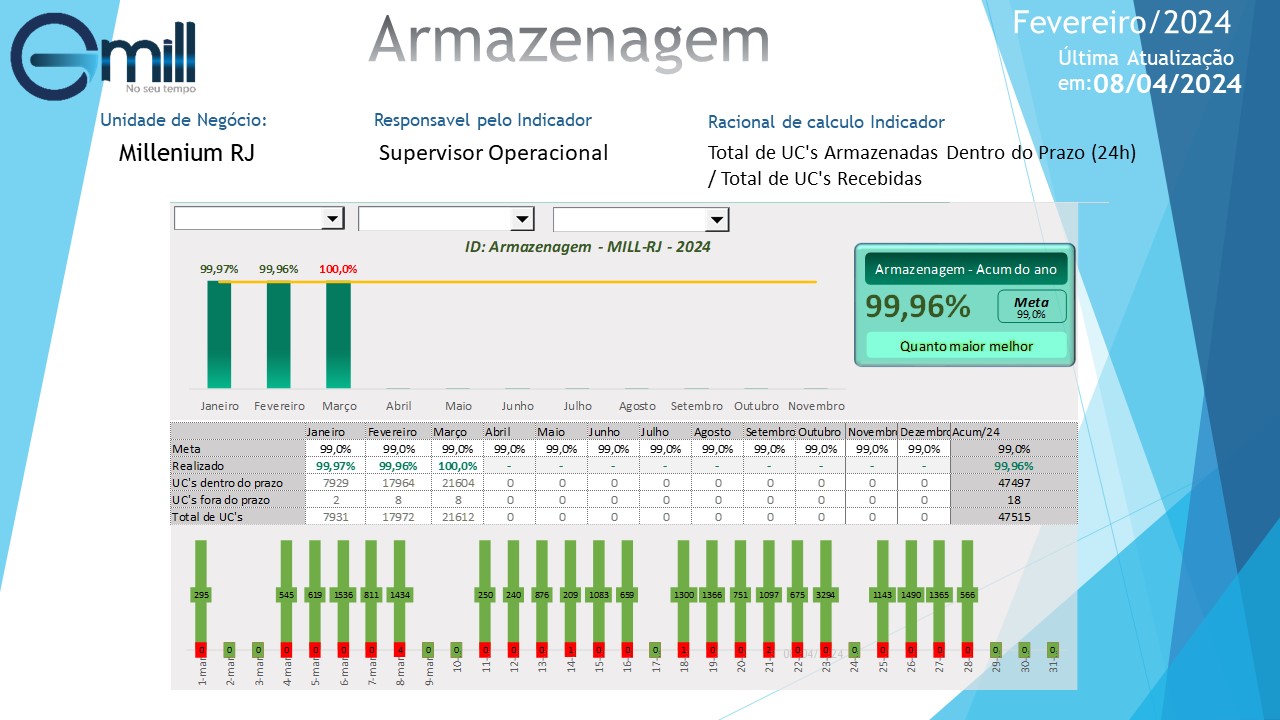 Gmill
No seu tempo
Armazenagem
Fevereiro/2024
Última Atualização
em:08/04/2024
Unidade de Negócio:
Millenium RJ
Responsavel pelo Indicador
Supervisor Operacional
Racional de calculo Indicador
Total de UC's Armazenadas Dentro do Prazo (24h)
/ Total de UC's Recebidas
ID: Armazenagem - MILL-RJ - 2024
99,97% 99,96% 100,0%
Janeiro Fevereiro Março Abril Maio Junho Julho Agosto Setembro Outubro Novembro
Armazenagem - Acum do ano
99,96%
Meta
99,0%
Quanto maior melhor
Janeiro Fevereiro Março Abril Maio Junho Julho Agosto Setembro Outubro Novembro Dezembro Acum/24
Meta 99,0% 99,0% 99,0% 99,0% 99,0% 99,0% 99,0% 99,0% 99,0% 99,0% 99,0% 99,0% 99,0%
Realizado 99,97% 99,96% 100,0% - - - - - - - - - 99,96%
UC's dentro do prazo 7929 17964 21604 0 0 0 0 0 0 0 0 0 47497
UC's fora do prazo 2 8 8 0 0 0 0 0 0 0 0 0 18
Total de UC's 7931 17972 21612 0 0 0 0 0 0 0 0 0 47515
295 545 619 1536 811 1434 250 240 876 209 1083 659 1300 1366 751 1097 675 3294 1143 1490 1365 566
0 0 0 0 0 0 0 4 0 0 0 0 0 1 0 0 0 1 0 0 2 0 0 0 0 0 0 0 0 0 0
1-mar 2-mar 3-mar 4-mar 5-mar 6-mar 7-mar 8-mar 9-mar 10- 11- 12- 13- 14- 15- 16- 17- 18- 19- 20- 21- 22- 23- 24- 25- 26- 27- 28- 29- 30- 31-